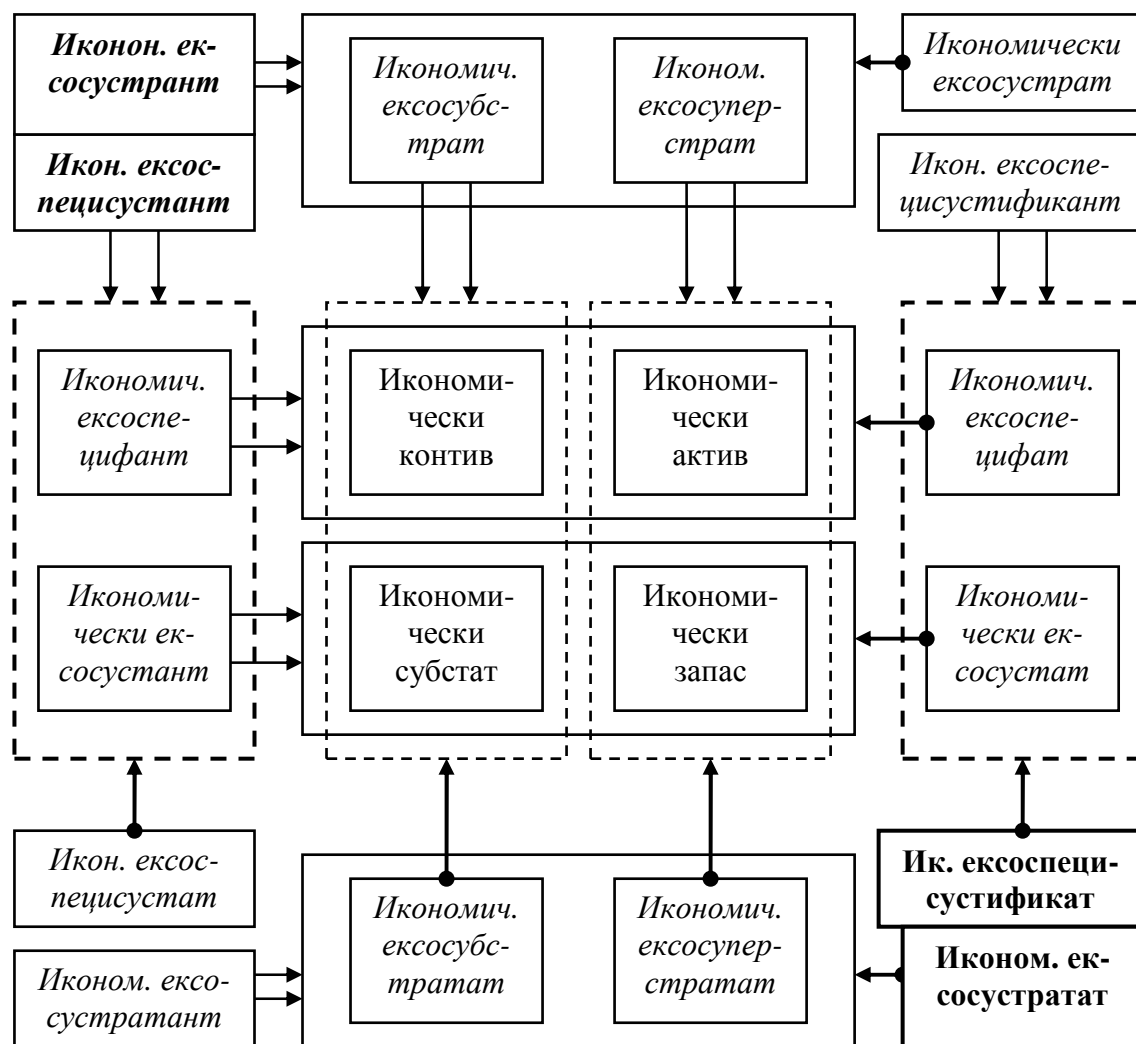 Иконон. ек-
сосустрант
Икономич.
ексосубс-
трат
Иконом.
ексосупер-
страт
Икономически
ексосустрат
Икон. ексос-
пецисустант
Икон. ексоспе-
цисустификант
Икономич.
ексоспе-
цифант
Икономи-
чески
контив
Икономи-
чески
актив
Икономич.
ексоспе-
цифат
Икономи-
чески ек-
сосустант
Икономи-
чески
субстат
Икономи-
чески
запас
Икономи-
чески ек-
сосустат
Икон. ексос-
пецисустат
Икономич.
ексосубс-
тратат
Икономич.
ексосупер-
стратат
Ик. ексоспеци-
сустификат
Иконом. ексо-
сустратант
Иконом. ек-
сосустратат